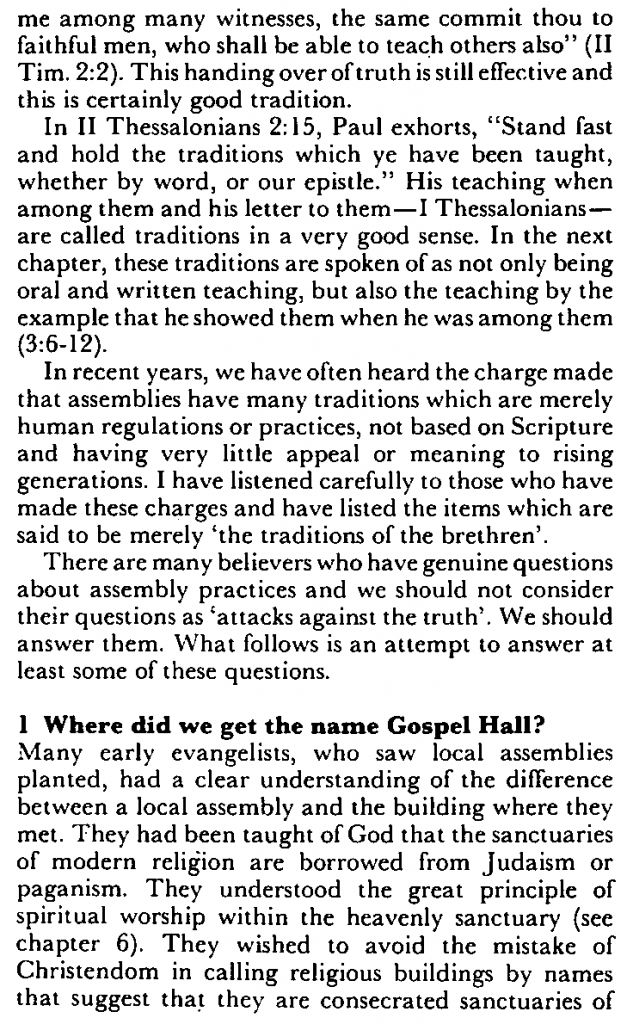 me among many witnesses, the same commit thou to
faithful men, who shall be able to teach others also” (II
Tim. 2:2). This handing over of truth is still effective and
this is certainly good tradition.
In II Thessalonians 2:15, Paul exhorts, “Stand fast
and hold the traditions which ye have been taught,
whether by word, or our epistle.” His teaching when
among them and his letter to them—I Thessalonians—
are called traditions in a very good sense. In the next
chapter, these traditions are spoken of as not only being
oral and written teaching, but also the teaching by the
example that he showed them when he was among them
(3:6-12).
In recent years, we have often heard the charge made
that assemblies have many traditions which are merely
human regulations or practices, not based on Scripture
and having very little appeal or meaning to rising
generations. I have listened carefully to those who have
made these charges and have listed the items which are
said to be merely ‘the traditions of the brethren’.
There are many believers who have genuine questions
about assembly practices and we should not consider
their questions as ‘attacks against the truth’. We should
answer them. What follows is an attempt to answer at
least some of these questions.
1 Where did we get the name Gospel Hall?
Many early evangelists, who saw local assemblies
planted, had a clear understanding of the difference
between a local assembly and the building where they
met. They had been taught of God that the sanctuaries
of modern religion are borrowed from Judaism or
paganism. They understood the great principle of
spiritual worship within the heavenly sanctuary (see
chapter 6). They wished to avoid the mistake of
Christendom in calling religious buildings by names
that suggest that they are consecrated sanctuaries of